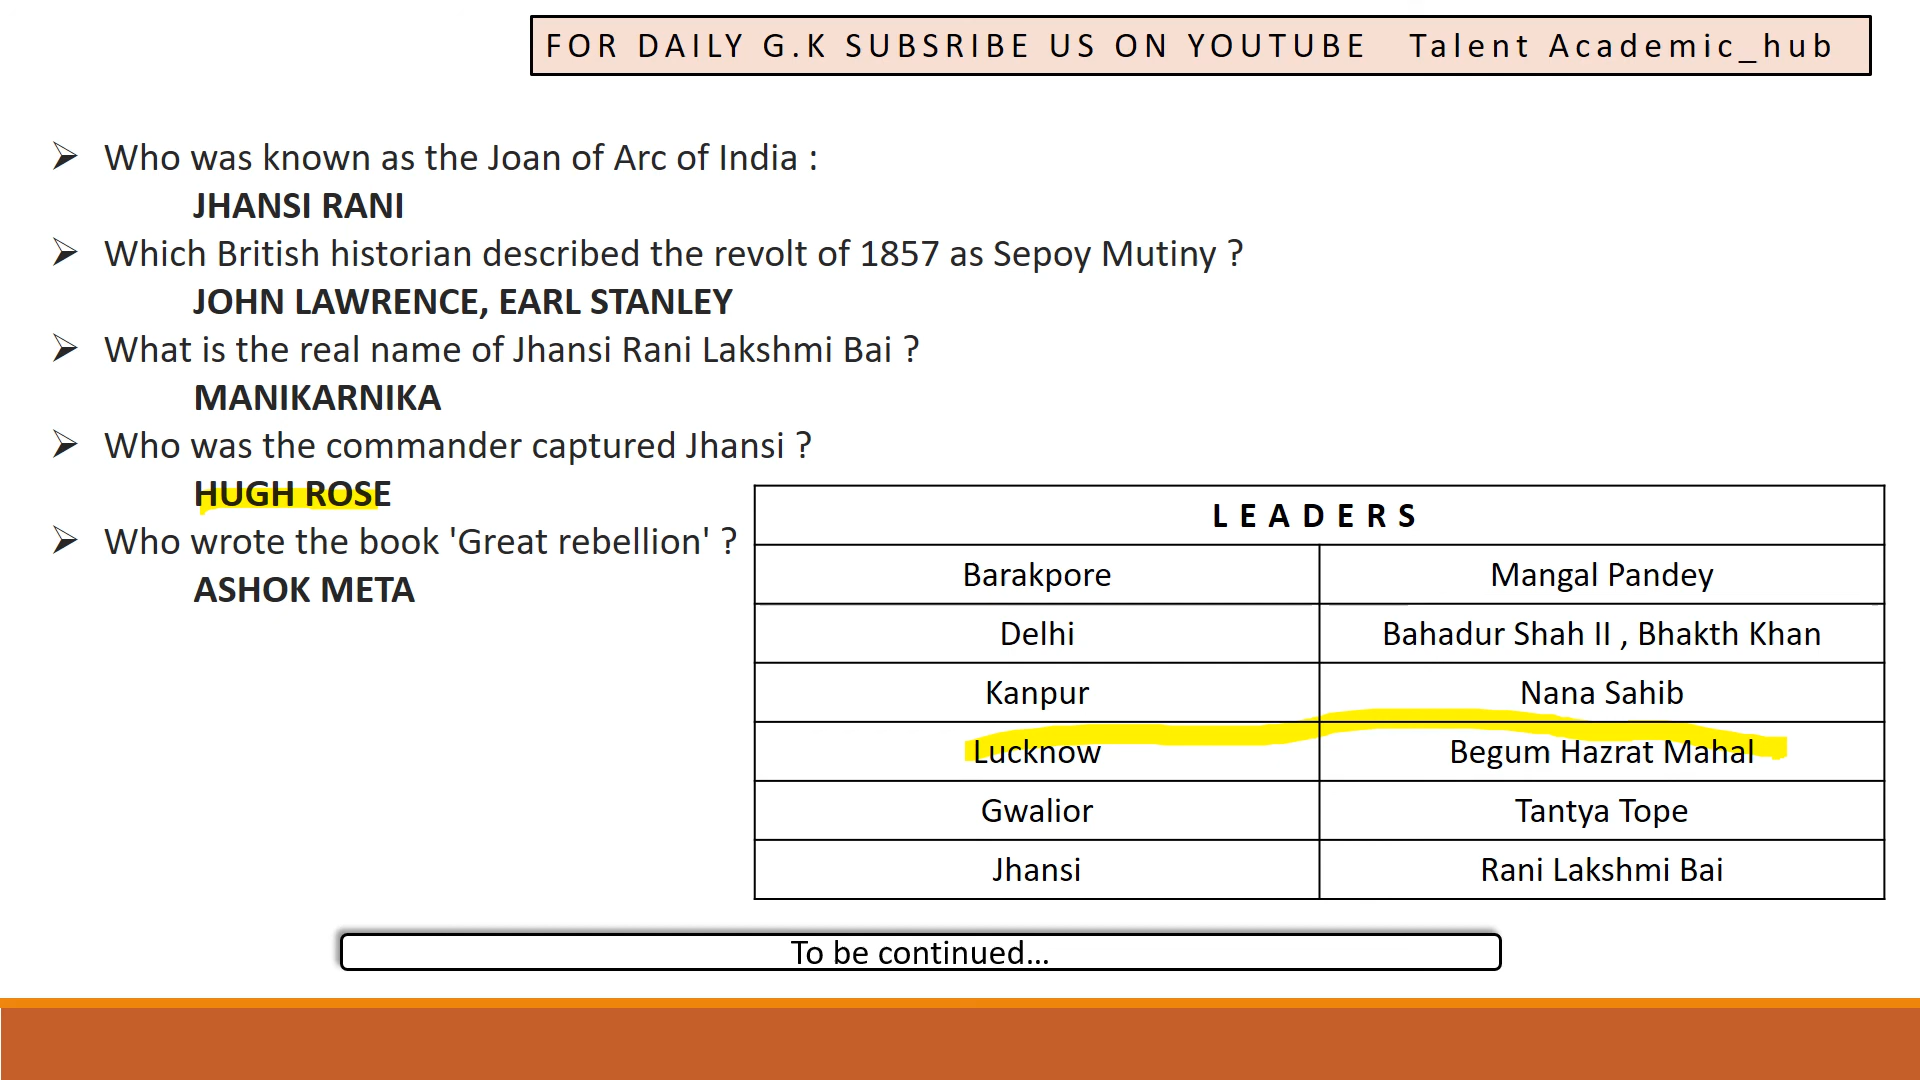 FOR DAILY G.K SUBSRIBE US ON YOUTUBE Talent Academic_hub
Who was known as the Joan of Arc of India :
JHANSI RANI
Which British historian described the revolt of 1857 as Sepoy Mutiny ?
JOHN LAWRENCE, EARL STANLEY
What is the real name of Jhansi Rani Lakshmi Bai ?
MANIKARNIKA
Who was the commander captured Jhansi ?
HUGH ROSE
Who wrote the book 'Great rebellion' ?
ASHOK META
LEADERS
Barakpore Mangal Pandey
Delhi Bahadur Shah II , Bhakth Khan
Kanpur Nana Sahib
Lucknow Begum Hazrat Mahal
Gwalior Tantya Tope
Jhansi Rani Lakshmi Bai
To be continued...